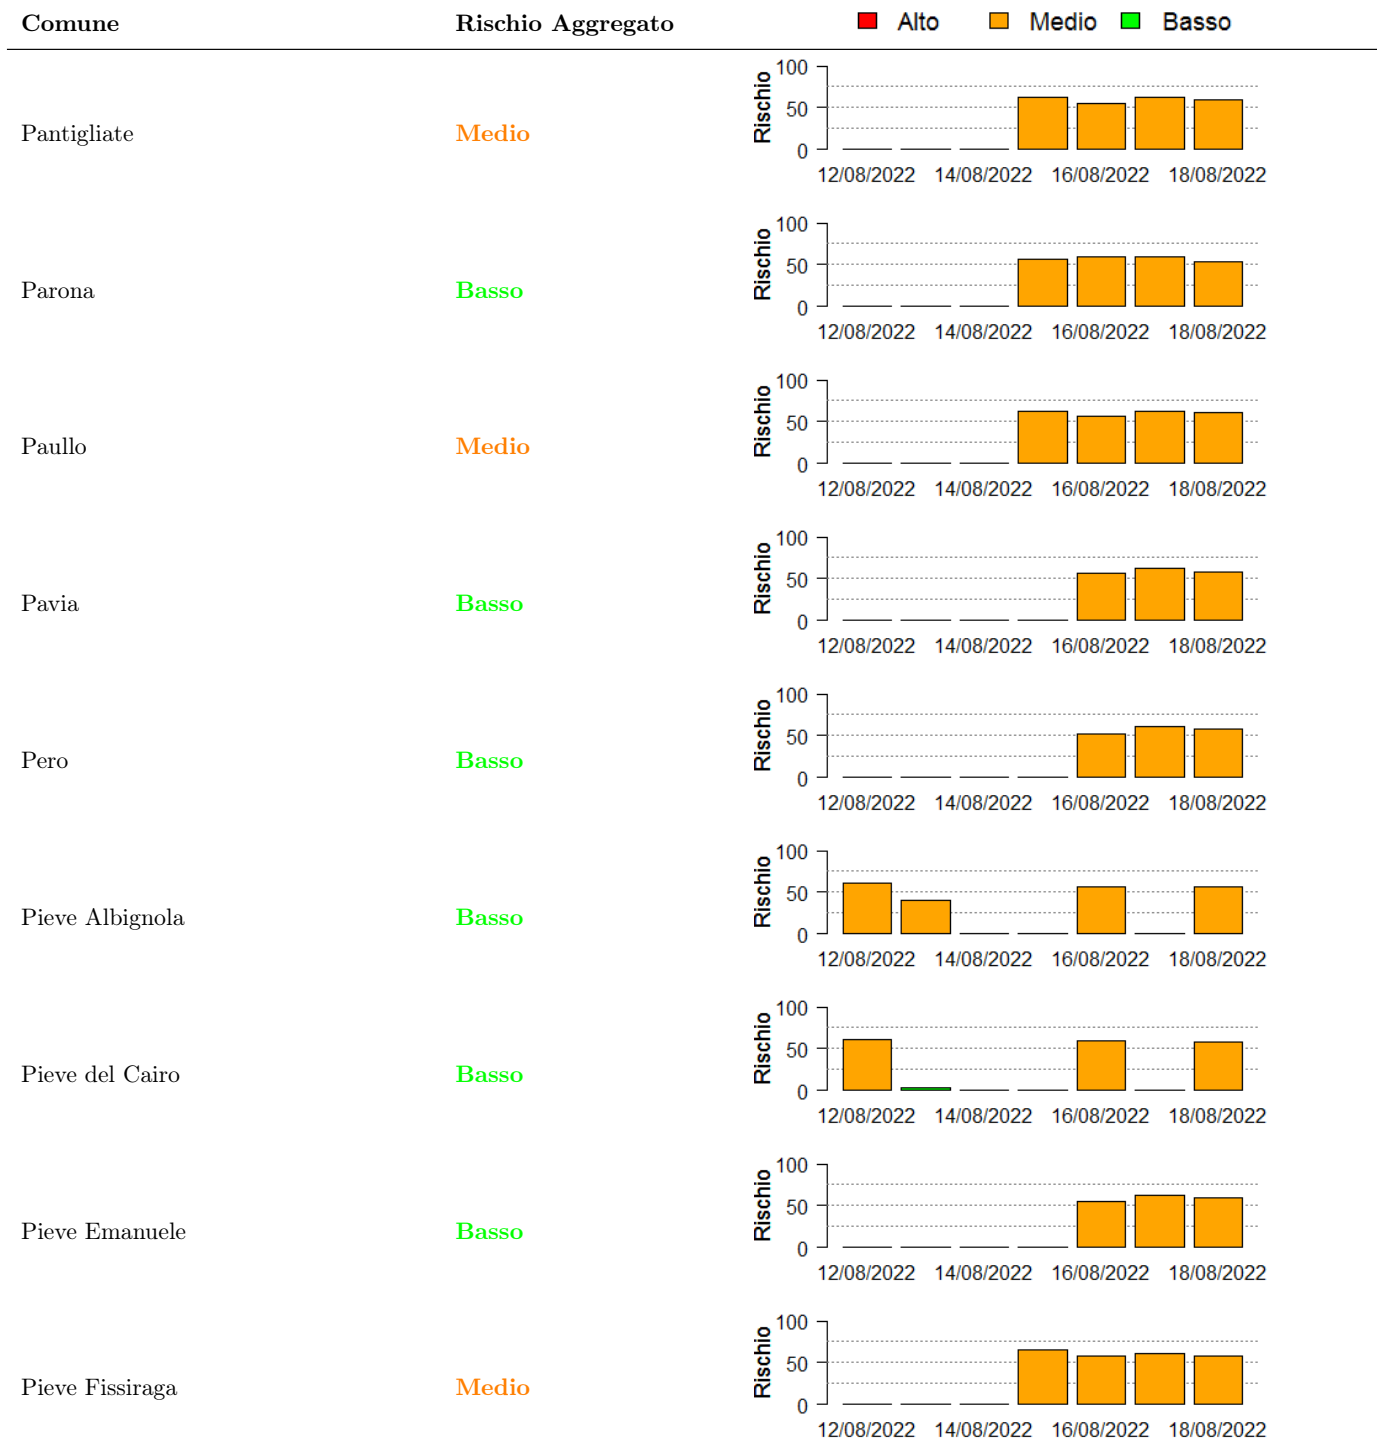 Comune Rischio Aggregato Alto Medio Basso
Pantigliate Medio
Rischio
100
50
0
12/08/2022 14/08/2022 16/08/2022 18/08/2022
Parona Basso
Rischio
100
50
0
12/08/2022 14/08/2022 16/08/2022 18/08/2022
Paullo Medio
Rischio
100
50
0
12/08/2022 14/08/2022 16/08/2022 18/08/2022
Pavia Basso
Rischio
100
50
0
12/08/2022 14/08/2022 16/08/2022 18/08/2022
Pero Basso
Rischio
100
50
0
12/08/2022 14/08/2022 16/08/2022 18/08/2022
Pieve Albignola Basso
Rischio
100
50
0
12/08/2022 14/08/2022 16/08/2022 18/08/2022
Pieve del Cairo Basso
Rischio
100
50
0
12/08/2022 14/08/2022 16/08/2022 18/08/2022
Pieve Emanuele Basso
Rischio
100
50
0
12/08/2022 14/08/2022 16/08/2022 18/08/2022
Pieve Fissiraga Medio
Rischio
100
50
0
12/08/2022 14/08/2022 16/08/2022 18/08/2022